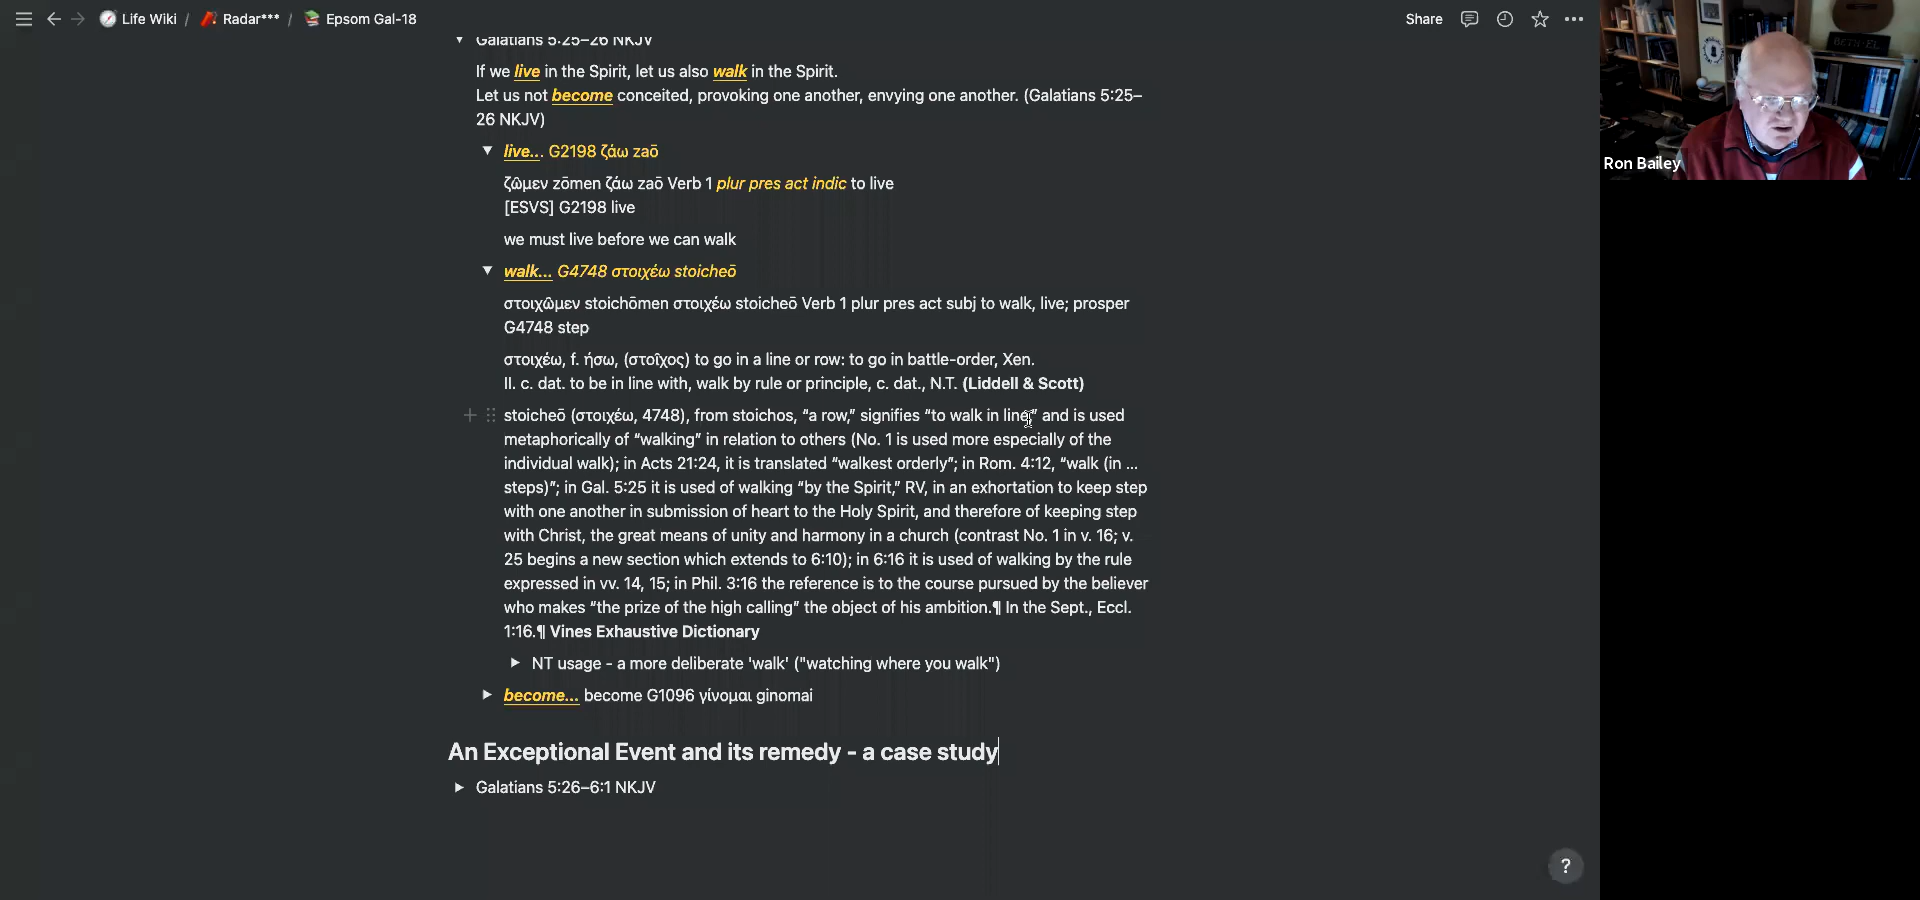 Life Wiki / Radar*** / Epsom Gal-18
Share
Galatians 5:25–26 NKJV
If we live in the Spirit, let us also walk in the Spirit.
Let us not become conceited, provoking one another, envying one another. (Galatians 5:25–
26 NKJV)
live... G2198 ζάω zaō
ζῶμεν zōmen ζάω zaō Verb 1 plur pres act indic to live
[ESVS] G2198 live
we must live before we can walk
walk... G4748 στοιχέω stoicheō
στοιχῶμεν stoichōmen στοιχέω stoicheō Verb 1 plur pres act subj to walk, live; prosper
G4748 step
στοιχέω, f. ήσω, (στοῖχος) to go in a line or row: to go in battle-order, Xen.
II. c. dat. to be in line with, walk by rule or principle, c. dat., N.T. (Liddell & Scott)
stoicheō (στοιχέω, 4748), from stoichos, “a row,” signifies “to walk in line,” and is used
metaphorically of “walking” in relation to others (No. 1 is used more especially of the
individual walk); in Acts 21:24, it is translated “walkest orderly”; in Rom. 4:12, “walk (in ...
steps)”; in Gal. 5:25 it is used of walking “by the Spirit,” RV, in an exhortation to keep step
with one another in submission of heart to the Holy Spirit, and therefore of keeping step
with Christ, the great means of unity and harmony in a church (contrast No. 1 in v. 16; v.
25 begins a new section which extends to 6:10); in 6:16 it is used of walking by the rule
expressed in vv. 14, 15; in Phil. 3:16 the reference is to the course pursued by the believer
who makes “the prize of the high calling” the object of his ambition.¶ In the Sept., Eccl.
1:16.¶ Vines Exhaustive Dictionary
NT usage - a more deliberate 'walk' ("watching where you walk")
become... become G1096 γίνομαι ginomai
An Exceptional Event and its remedy - a case study
Galatians 5:26–6:1 NKJV
?
BETH-EL
Ron Bailey